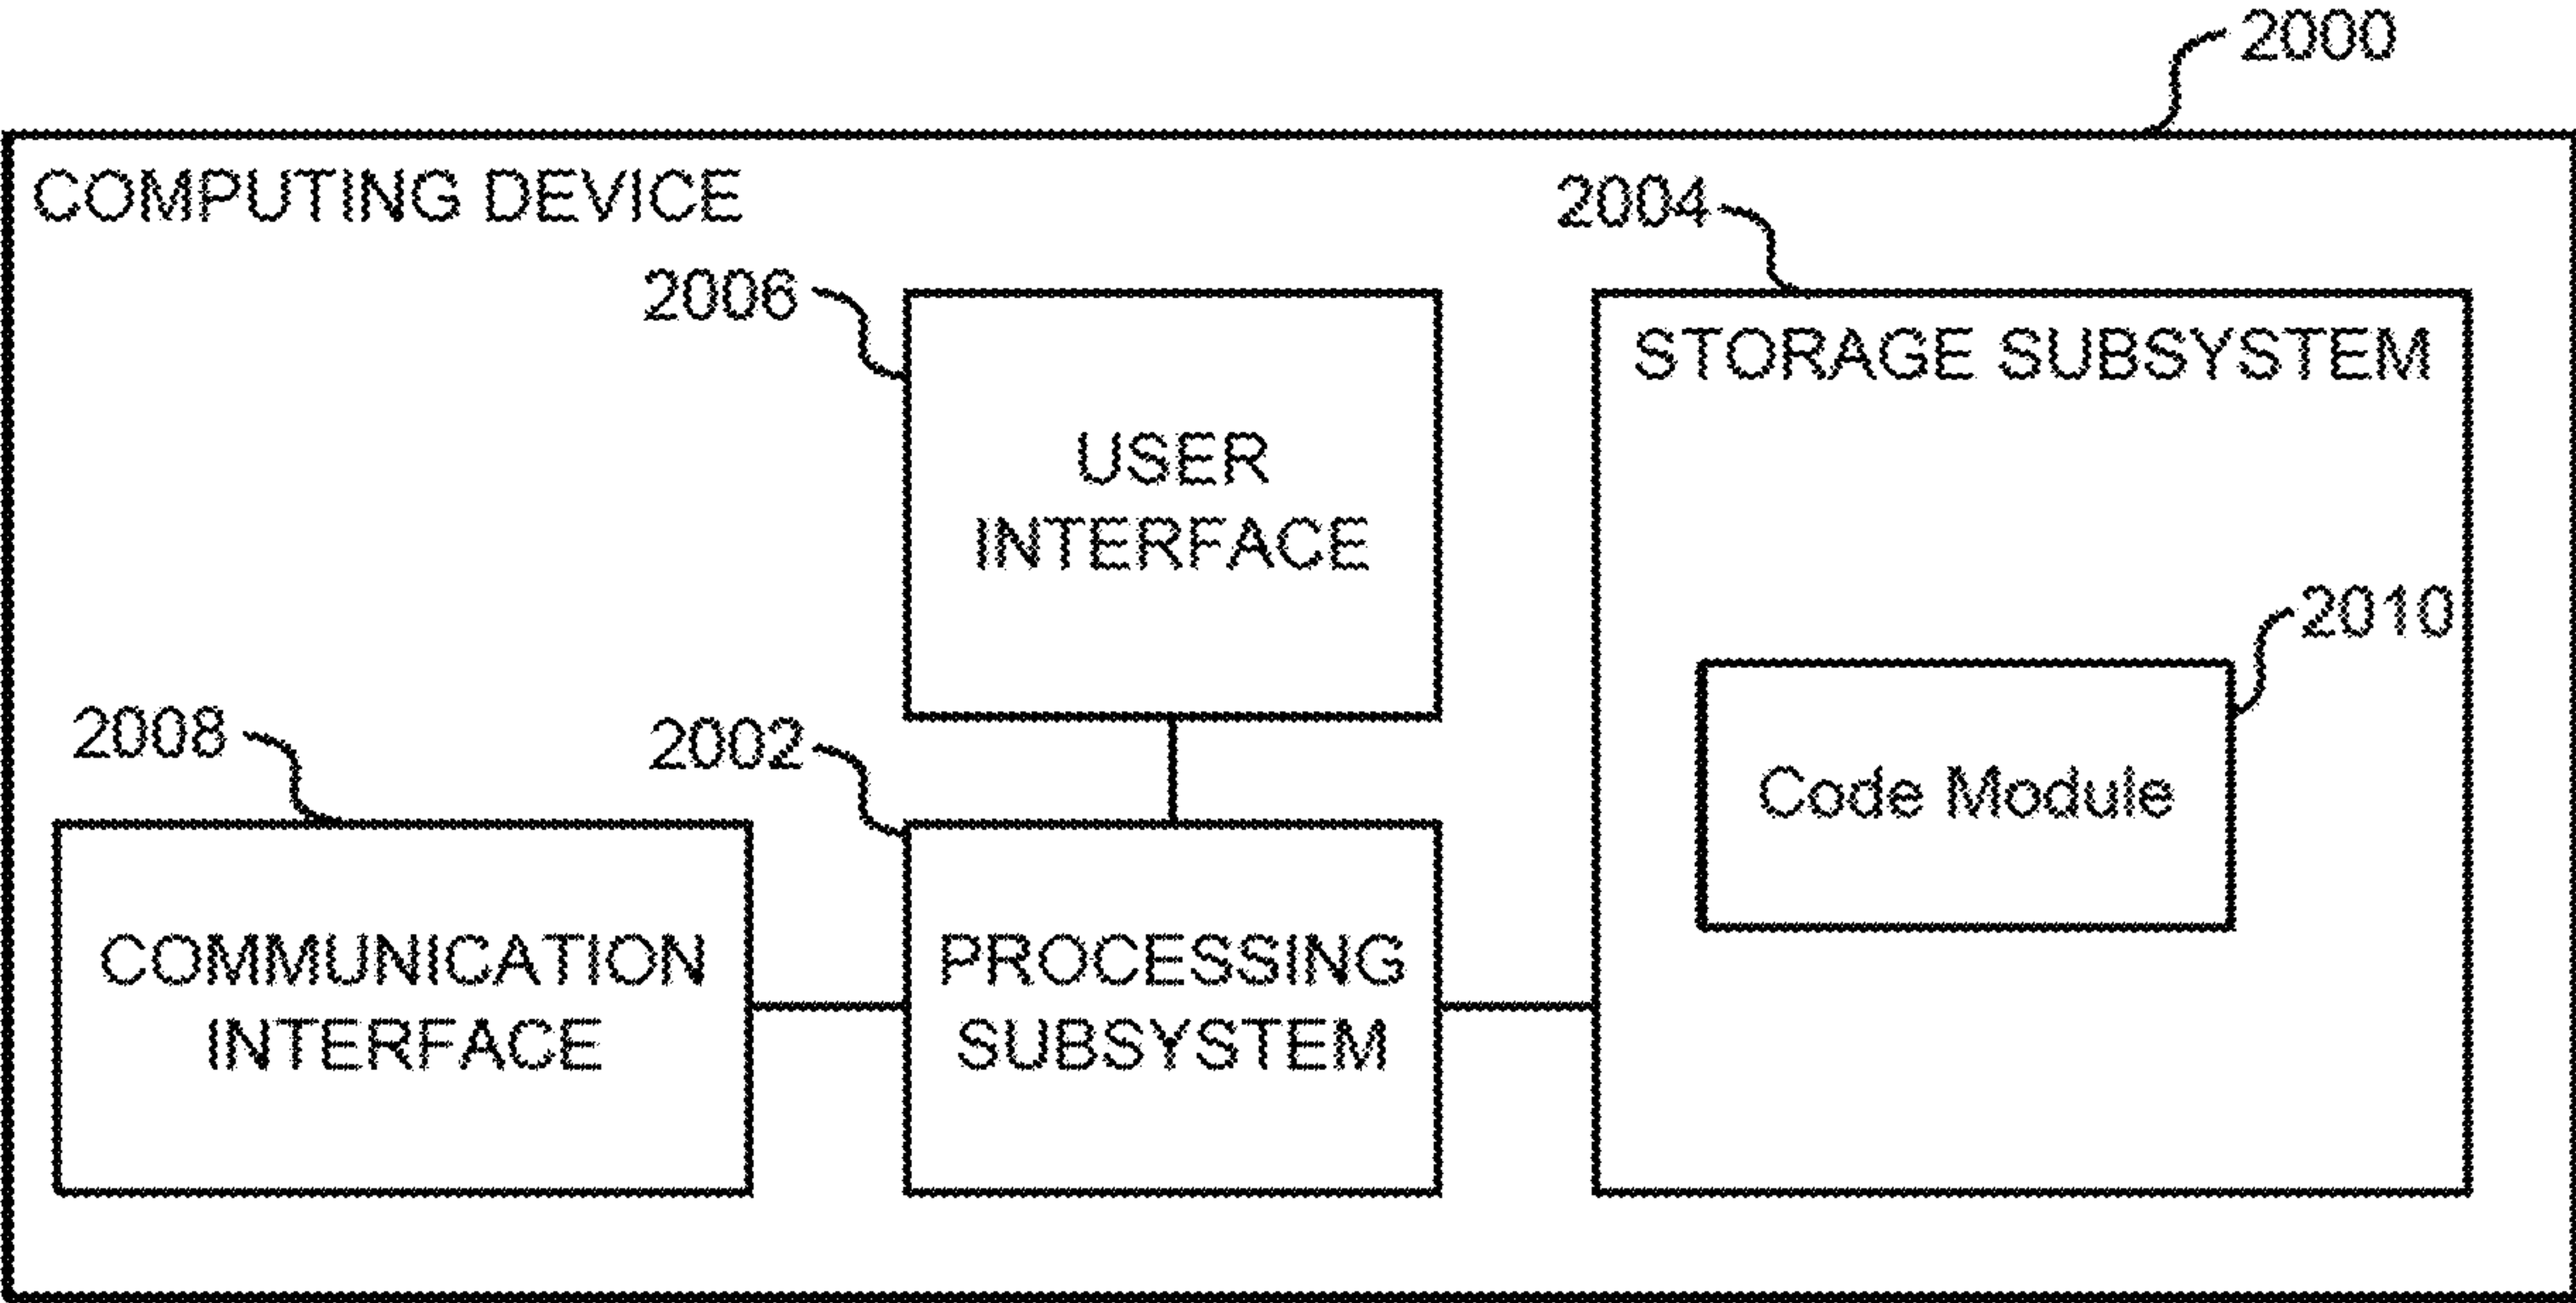 2000
COMPUTING DEVICE
2004
2006
STORAGE SUBSYSTEM
USER
INTERFACE
2010
2008
2002
Code Module
COMMUNICATION
INTERFACE
PROCESSING
SUBSYSTEM